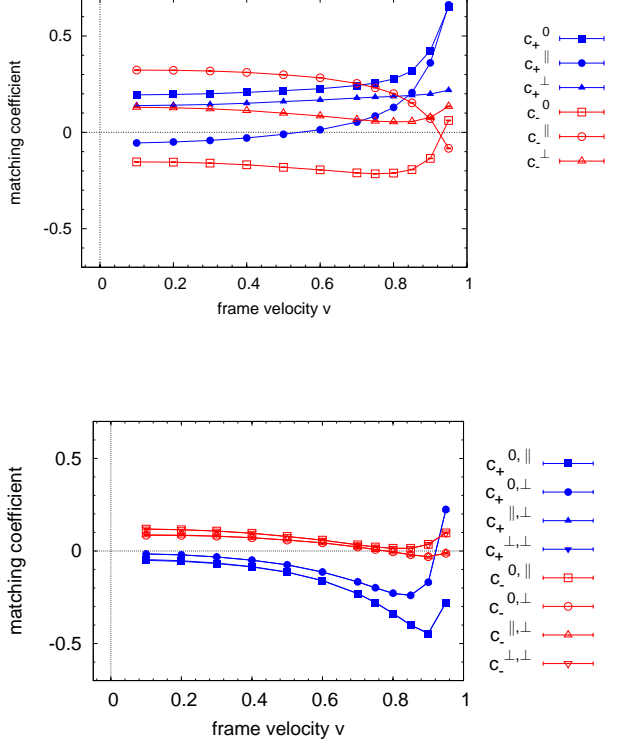 0.5
0
-0.5
matching coefficient
0 0.2 0.4 0.6 0.8 1
frame velocity v
c₊⁰
c₊^∥
c₊^⊥
c₋⁰
c₋^∥
c₋^⊥
0.5
0
-0.5
matching coefficient
0 0.2 0.4 0.6 0.8 1
frame velocity v
c₊^0, ∥
c₊^0,⊥
c₊^∥,⊥
c₊^⊥,⊥
c₋^0, ∥
c₋^0,⊥
c₋^∥,⊥
c₋^⊥,⊥